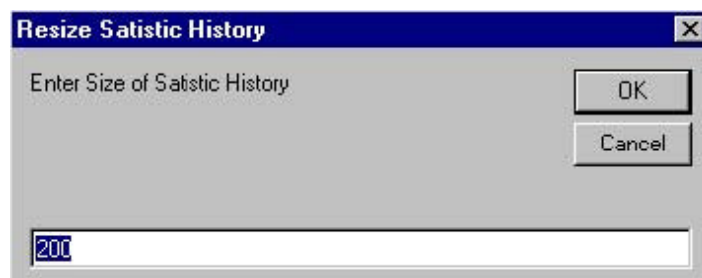 Resize Satistic History
Enter Size of Satistic History
OK
Cancel
200